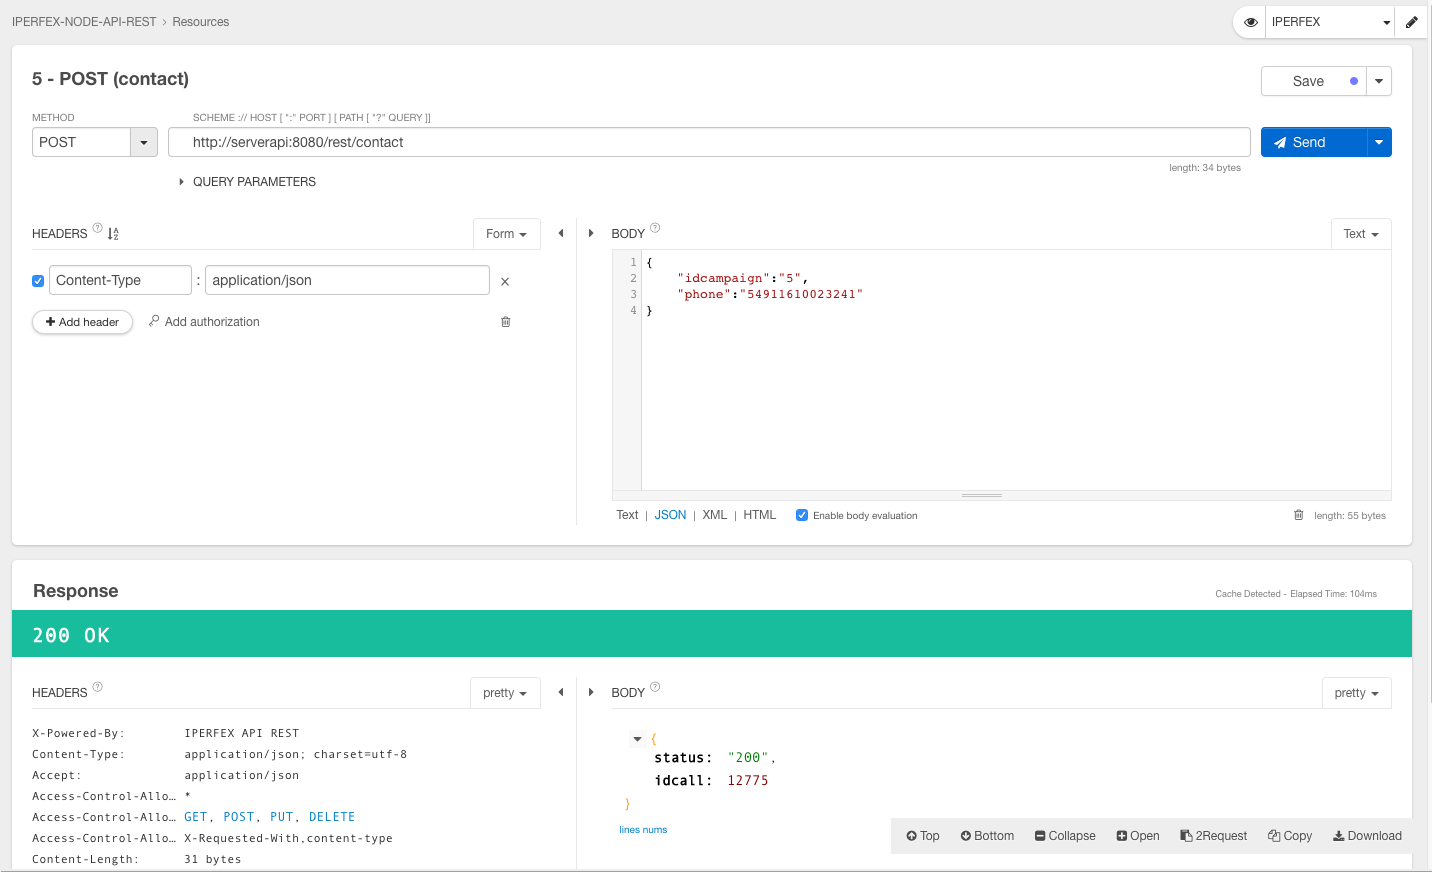 IPERFEX-NODE-API-REST › Resources
IPERFEX
5 - POST (contact)
Save
METHOD
SCHEME :// HOST [ ":" PORT ] [ PATH [ "?" QUERY ]]
POST
http://serverapi:8080/rest/contact
Send
length: 34 bytes
QUERY PARAMETERS
HEADERS ?
Form
BODY ?
Text
Content-Type : application/json
Add header
Add authorization
1 {
2 "idcampaign":"5",
3 "phone":"54911610023241"
4 }
Text | JSON | XML | HTML
Enable body evaluation
length: 55 bytes
Response
Cache Detected - Elapsed Time: 104ms
200 OK
HEADERS ?
pretty
BODY ?
pretty
X-Powered-By: IPERFEX API REST
Content-Type: application/json; charset=utf-8
Accept: application/json
Access-Control-Allo… *
Access-Control-Allo… GET, POST, PUT, DELETE
Access-Control-Allo… X-Requested-With,content-type
Content-Length: 31 bytes
{
status: "200",
idcall: 12775
}
lines nums
Top
Bottom
Collapse
Open
2Request
Copy
Download